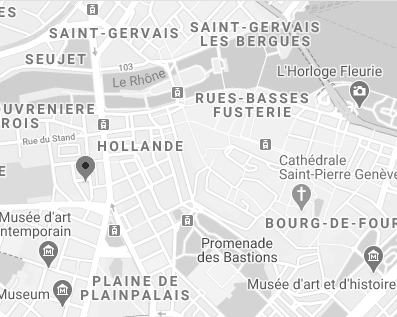 SAINT-GERVAIS
SAINT-GERVAIS
LES BERGUES
SEUJET
103
Le Rhône
L'Horloge Fleurie
OUVRENIERE
ROIS
RUES-BASSES
FUSTERIE
Rue du Stand
HOLLANDE
Cathédrale
Saint-Pierre Genève
Musée d'art
ntemporain
BOURG-DE-FOUR
Promenade
des Bastions
PLAINE DE
PLAINPALAIS
Museum
Musée d'art et d'histoire